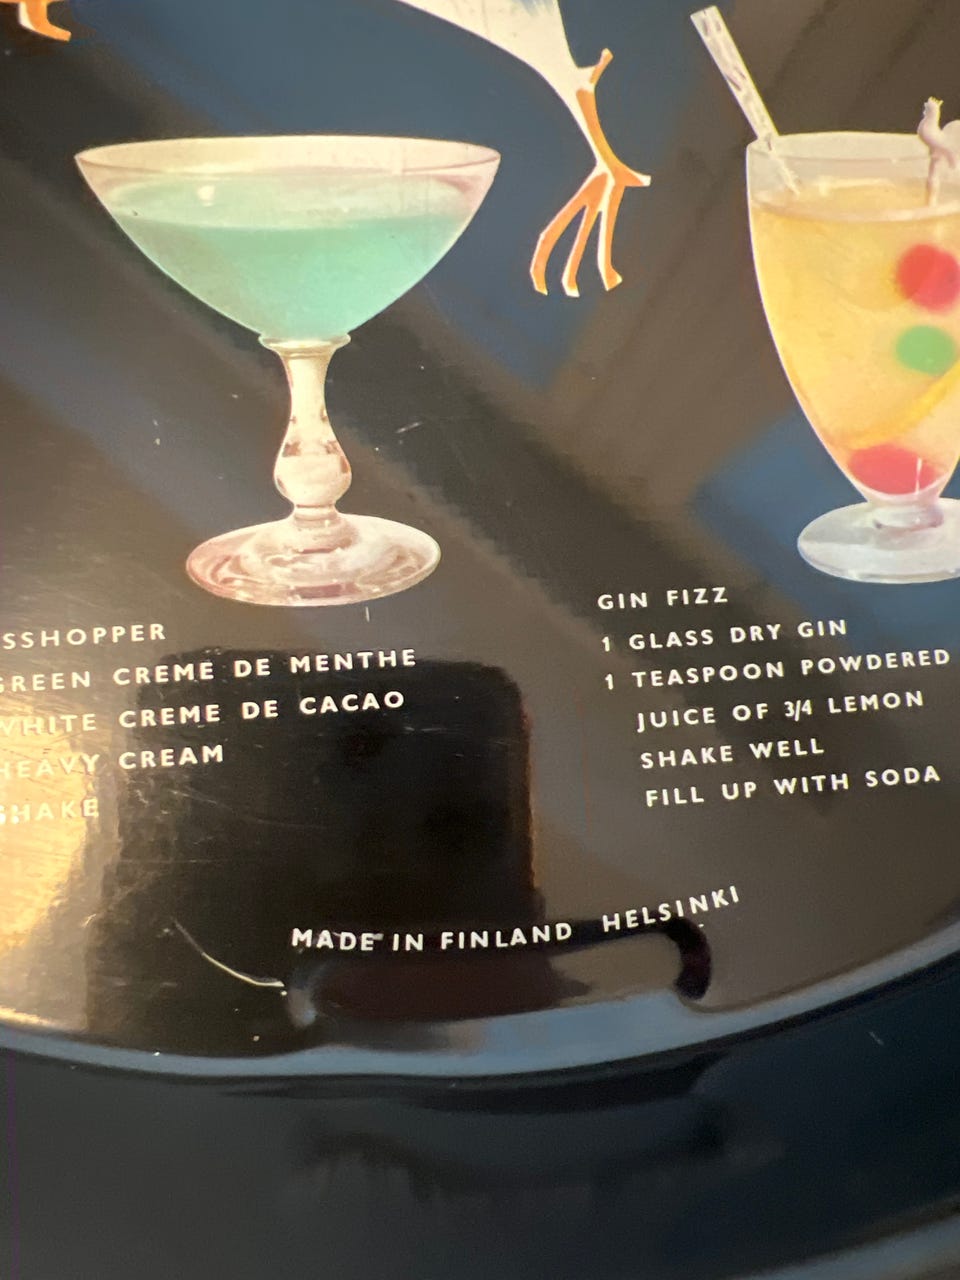 SSHOPPER
GREEN CREME DE MENTHE
WHITE CREME DE CACAO
HEAVY CREAM
SHAKE
GIN FIZZ
1 GLASS DRY GIN
1 TEASPOON POWDERED
JUICE OF 3/4 LEMON
SHAKE WELL
FILL UP WITH SODA
MADE IN FINLAND HELSINKI